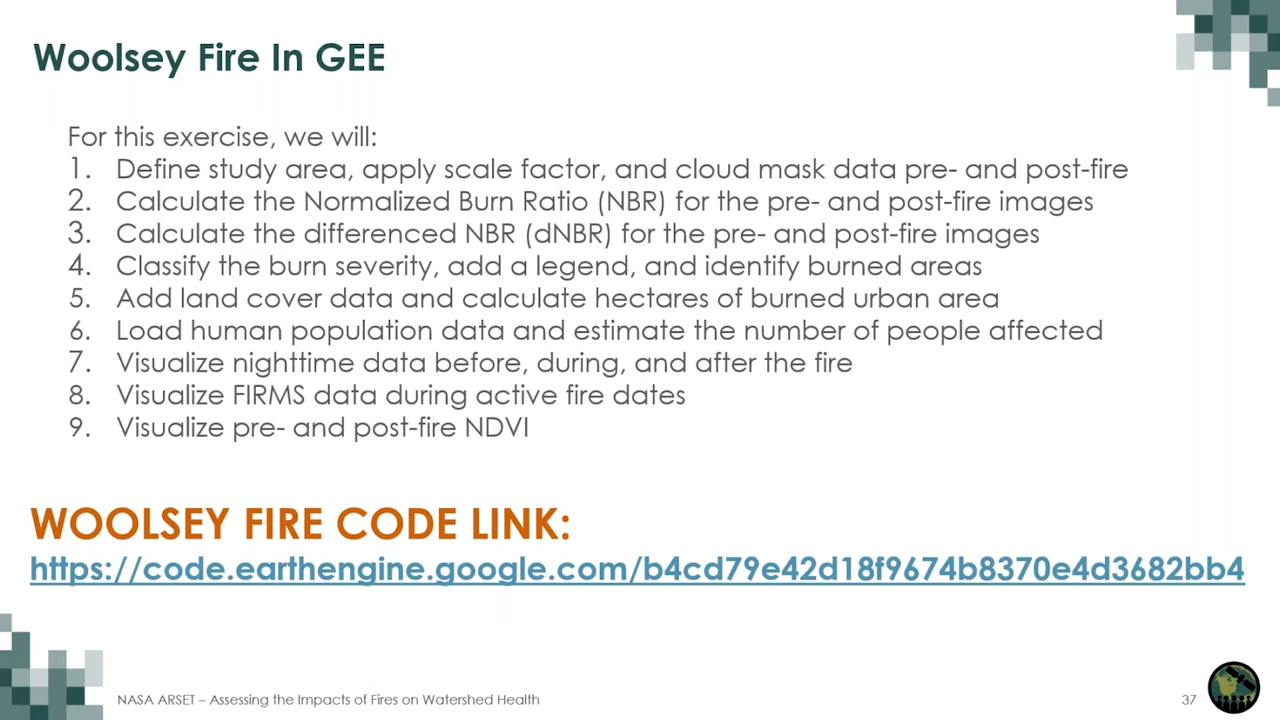 Woolsey Fire In GEE
For this exercise, we will:
1. Define study area, apply scale factor, and cloud mask data pre- and post-fire
2. Calculate the Normalized Burn Ratio (NBR) for the pre- and post-fire images
3. Calculate the differenced NBR (dNBR) for the pre- and post-fire images
4. Classify the burn severity, add a legend, and identify burned areas
5. Add land cover data and calculate hectares of burned urban area
6. Load human population data and estimate the number of people affected
7. Visualize nighttime data before, during, and after the fire
8. Visualize FIRMS data during active fire dates
9. Visualize pre- and post-fire NDVI
WOOLSEY FIRE CODE LINK:
https://code.earthengine.google.com/b4cd79e42d18f9674b8370e4d3682bb4
NASA ARSET – Assessing the Impacts of Fires on Watershed Health
37